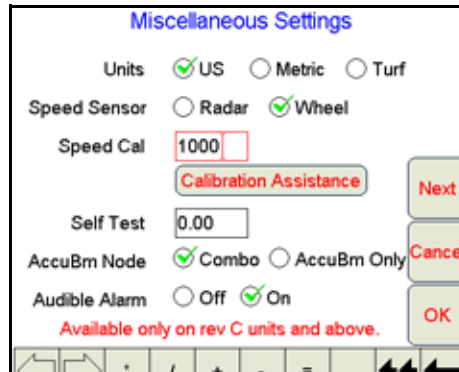 Miscellaneous Settings
Units US Metric Turf
Speed Sensor Radar Wheel
Speed Cal 1000
Calibration Assistance
Next
Self Test 0.00
AccuBm Node Combo AccuBm Only
Cance
Audible Alarm Off On
OK
Available only on rev C units and above.